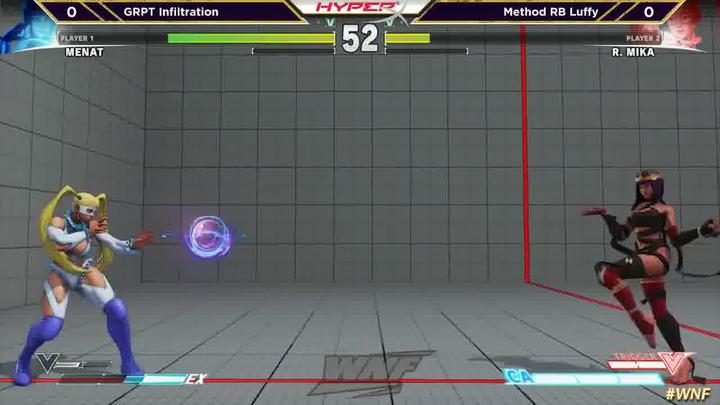 0 GRPT Infiltration HYPER Method RB Luffy 0
PLAYER 1 52 PLAYER 2
MENAT R. MIKA
TRIGGER
V V
EX CA
WNF
#WNF